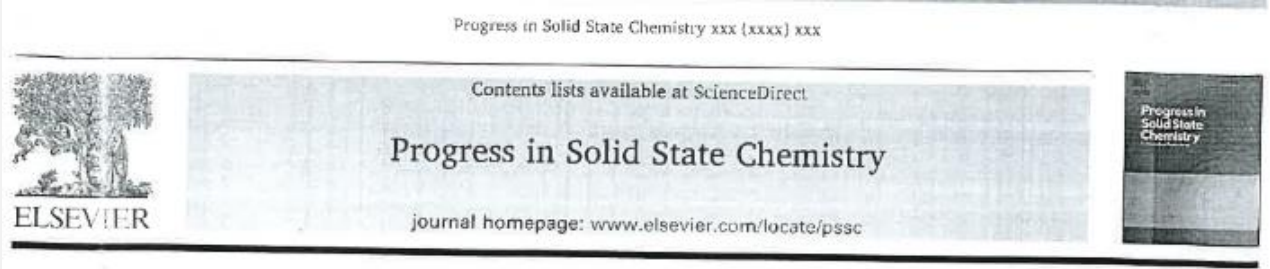 Progress in Solid State Chemistry xxx (xxxx) xxx
Contents lists available at ScienceDirect
Progress in
Solid State
Chemistry
Progress in Solid State Chemistry
ELSEVIER
journal homepage: www.elsevier.com/locate/pssc